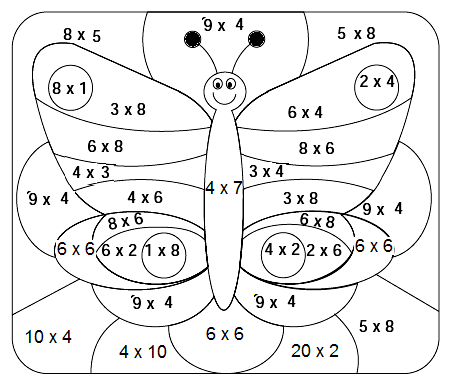 8 x 5
9 x 4
5 x 8
8 x 1
2 x 4
3 x 8
6 x 4
6 x 8
8 x 6
4 x 3
3 x 4
4 x 7
9 x 4
4 x 6
3 x 8
9 x 4
8 x 6
6 x 8
6 x 6
6 x 2
1 x 8
4 x 2
2 x 6
6 x 6
9 x 4
9 x 4
10 x 4
4 x 10
6 x 6
20 x 2
5 x 8